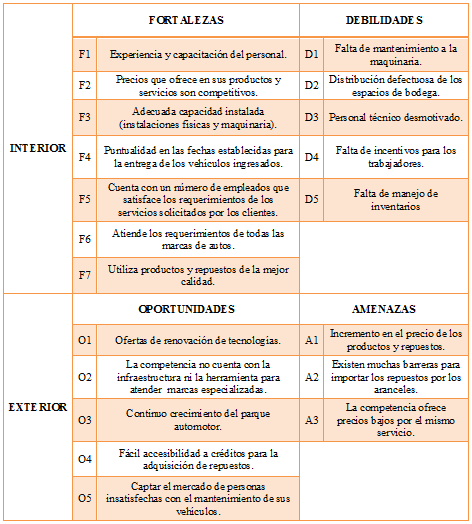 FORTALEZAS
DEBILIDADES
INTERIOR
F1
Experiencia y capacitación del personal.
D1
Falta de mantenimiento a la
maquinaria.
F2
Precios que ofrece en sus productos y
servicios son competitivos.
D2
Distribución defectuosa de los
espacios de bodega.
F3
Adecuada capacidad instalada
(instalaciones físicas y maquinaria).
D3
Personal técnico desmotivado.
F4
Puntualidad en las fechas establecidas para
la entrega de los vehículos ingresados.
D4
Falta de incentivos para los
trabajadores.
F5
Cuenta con un número de empleados que
satisface los requerimientos de los
servicios solicitados por los clientes.
D5
Falta de manejo de
inventarios
F6
Atiende los requerimientos de todas las
marcas de autos.
F7
Utiliza productos y repuestos de la mejor
calidad.
OPORTUNIDADES
AMENAZAS
EXTERIOR
O1
Ofertas de renovación de tecnologías.
A1
Incremento en el precio de los
productos y repuestos.
O2
La competencia no cuenta con la
infraestructura ni la herramienta para
atender marcas especializadas.
A2
Existen muchas barreras para
importar los repuestos por los
aranceles.
O3
Continuo crecimiento del parque
automotor.
A3
La competencia ofrece
precios bajos por el mismo
servicio.
O4
Fácil accesibilidad a créditos para la
adquisición de repuestos.
O5
Captar el mercado de personas
insatisfechas con el mantenimiento de sus
vehículos.